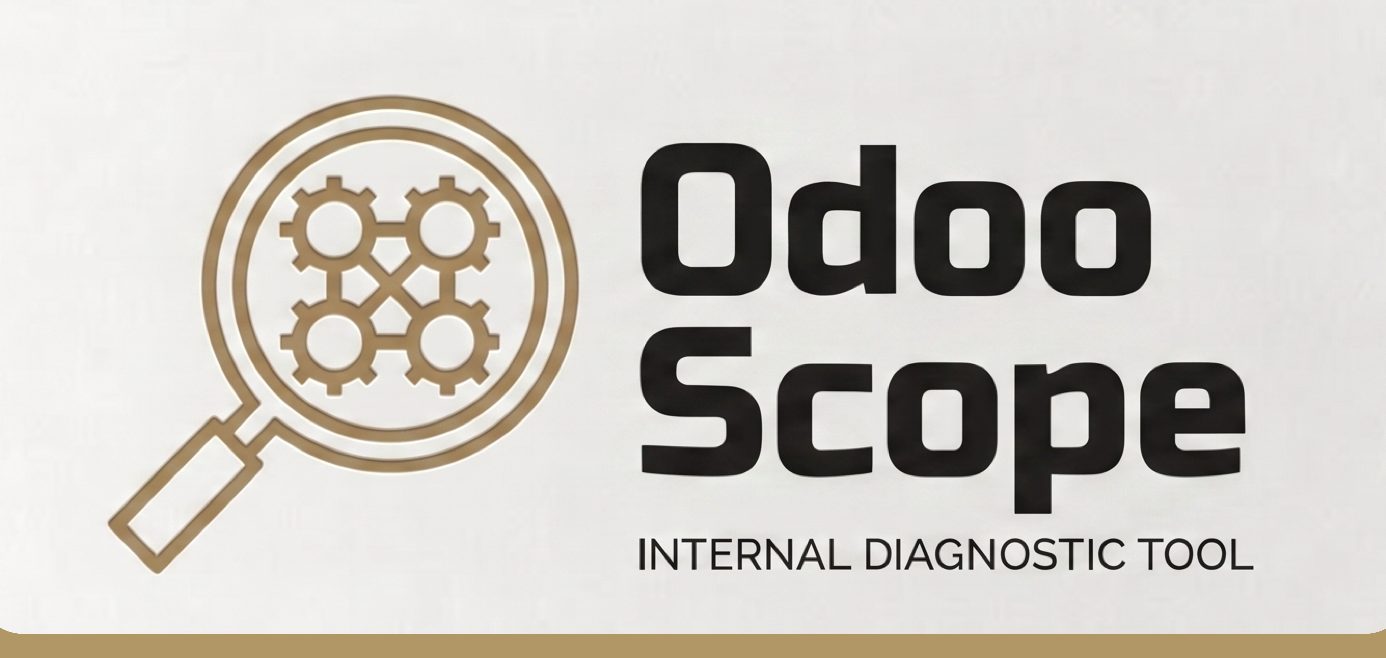 Odoo
Scope
INTERNAL DIAGNOSTIC TOOL